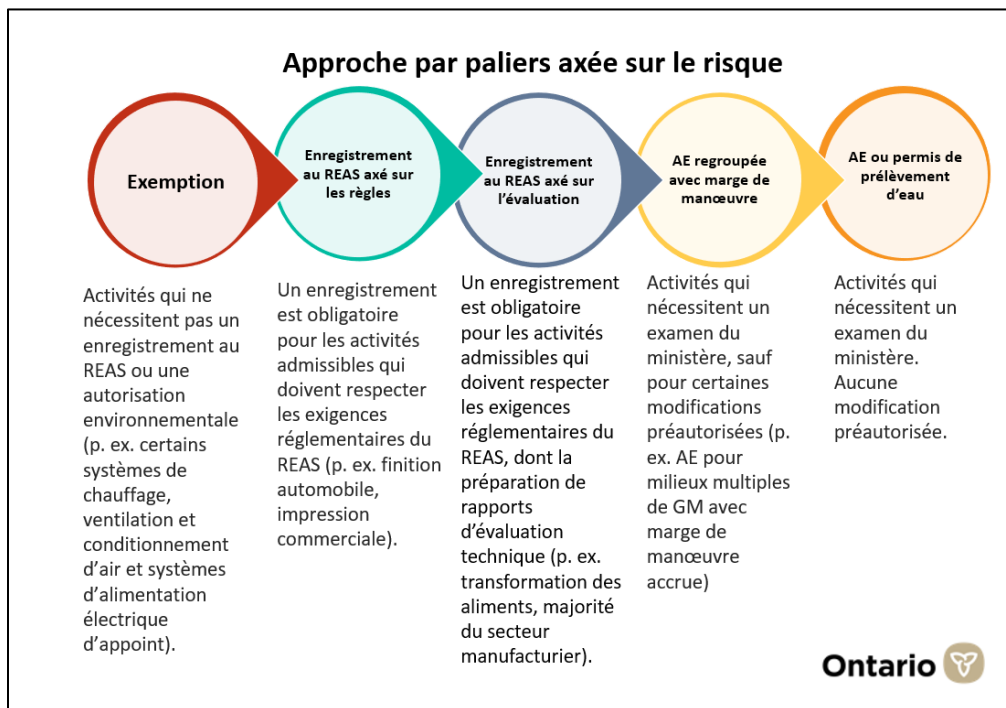 Approche par paliers axée sur le risque
Exemption
Enregistrement
au REAS axé sur
les règles
Enregistrement
au REAS axé sur
l'évaluation
AE regroupée
avec marge de
manœuvre
AE ou permis de
prélèvement
d'eau
Activités qui ne
nécessitent pas un
enregistrement au
REAS ou une
autorisation
environnementale
(p. ex. certains
systèmes de
chauffage,
ventilation et
conditionnement
d'air et systèmes
d'alimentation
électrique
d'appoint).
Un enregistrement
est obligatoire
pour les activités
admissibles qui
doivent respecter
les exigences
réglementaires du
REAS (p. ex. finition
automobile,
impression
commerciale).
Un enregistrement
est obligatoire
pour les activités
admissibles qui
doivent respecter
les exigences
réglementaires du
REAS, dont la
préparation de
rapports
d'évaluation
technique (p. ex.
transformation des
aliments, majorité
du secteur
manufacturier).
Activités qui
nécessitent un
examen du
ministère, sauf
pour certaines
modifications
préautorisées (p.
ex. AE pour
milieux multiples
de GM avec
marge de
manœuvre
accrue)
Activités qui
nécessitent un
examen du
ministère.
Aucune
modification
préautorisée.
Ontario